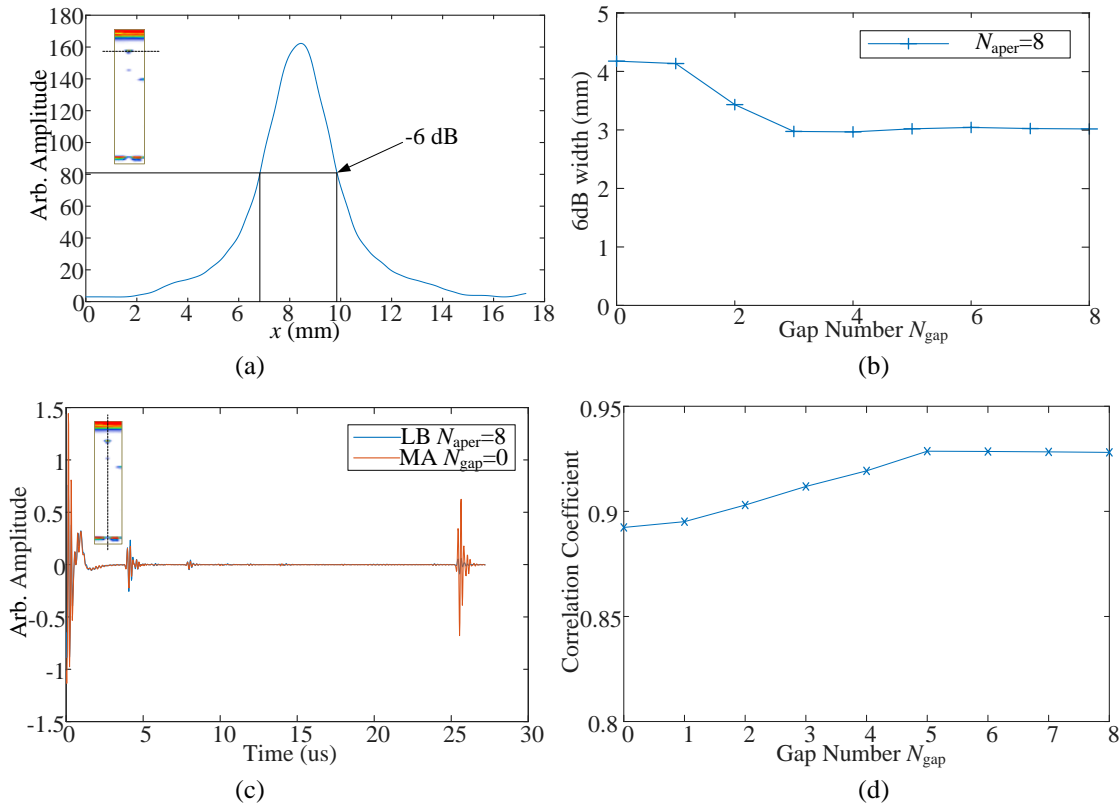 180
160
140
120
100
80
60
40
20
0
Arb. Amplitude
-6 dB
0 2 4 6 8 10 12 14 16 18
x (mm)
(a)
5
4
3
2
1
0
6dB width (mm)
N_aper=8
0 2 4 6 8
Gap Number N_gap
(b)
1.5
1
0.5
0
-0.5
-1
-1.5
Arb. Amplitude
LB N_aper=8
MA N_gap=0
0 5 10 15 20 25 30
Time (us)
(c)
0.95
0.9
0.85
0.8
Correlation Coefficient
0 1 2 3 4 5 6 7 8
Gap Number N_gap
(d)